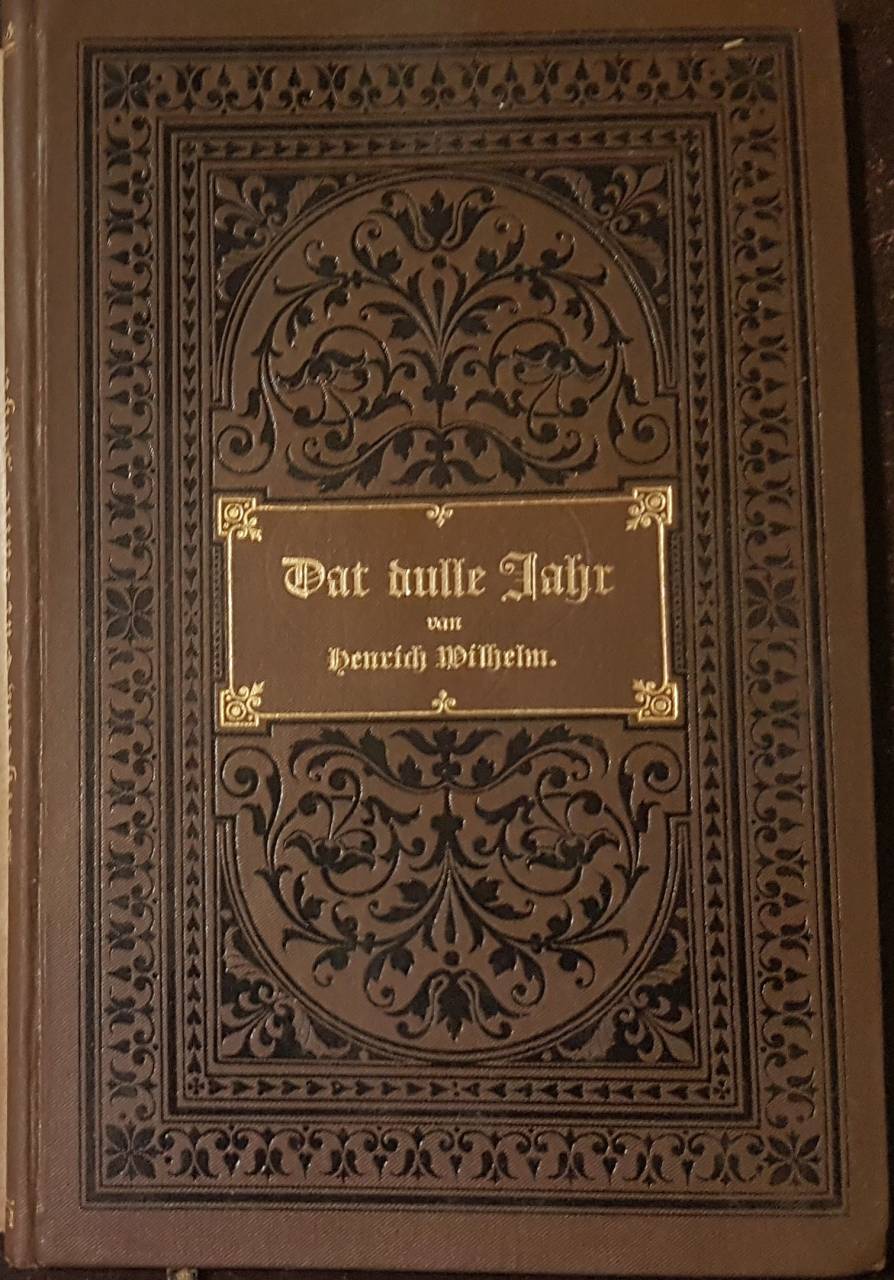 Dat dulle Jahr
van
Henrich Wilhelm.